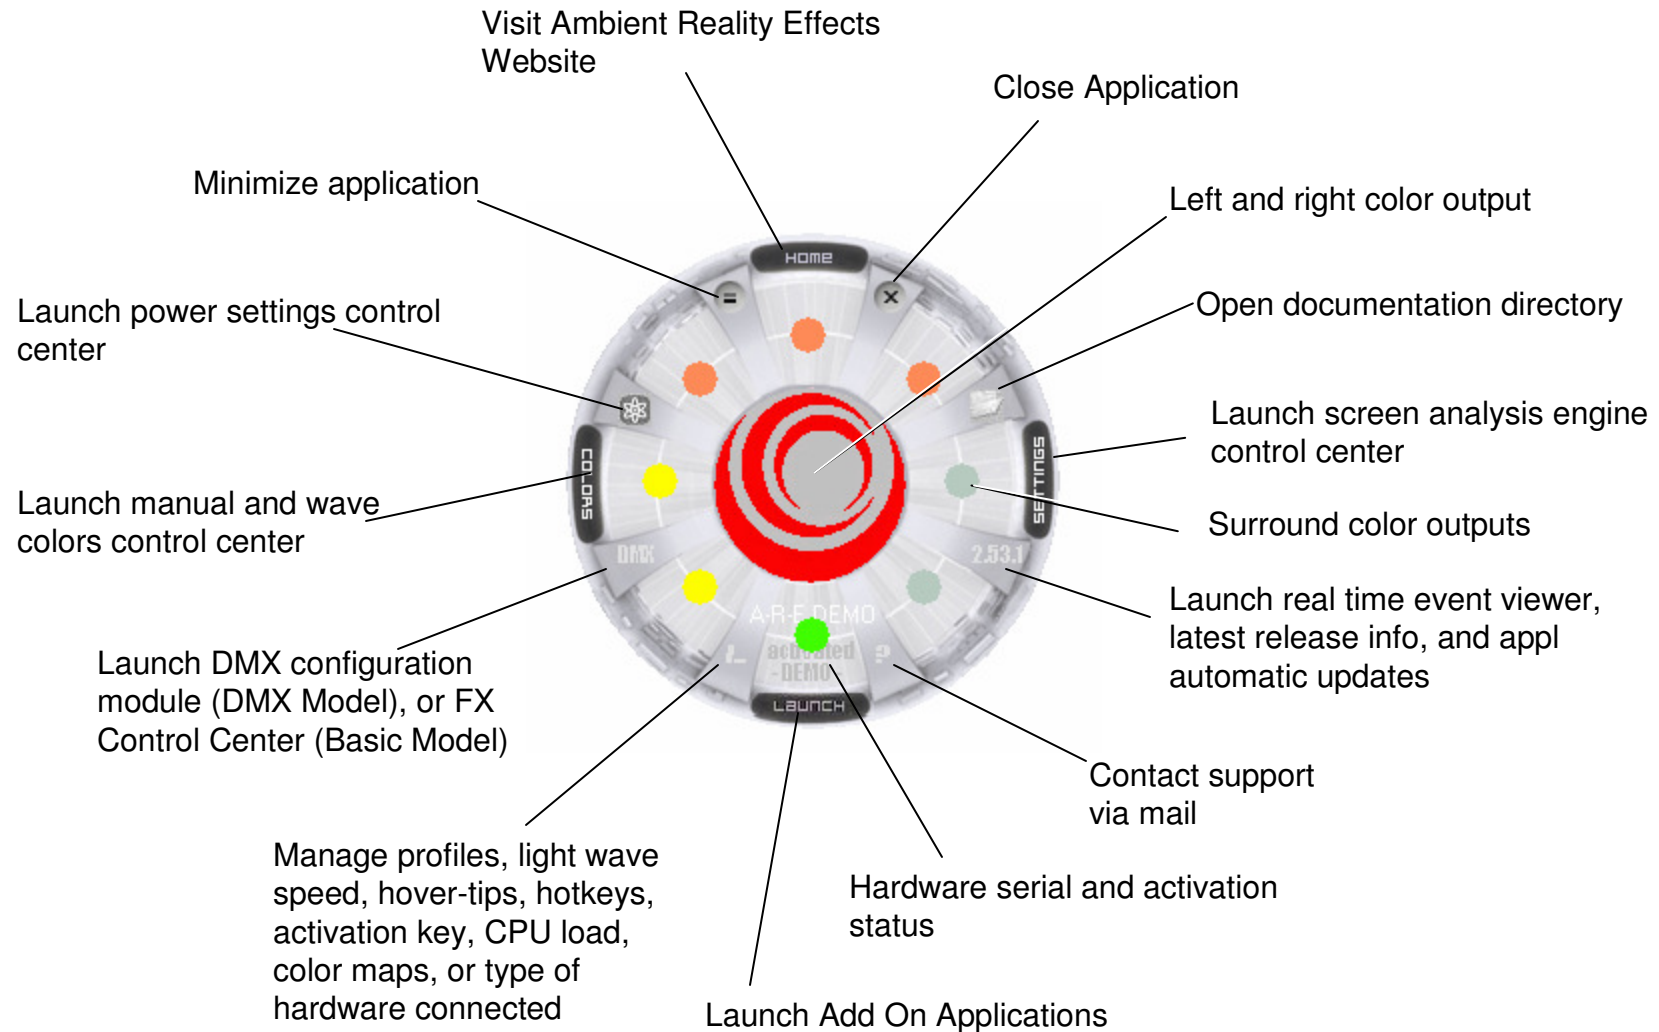 Visit Ambient Reality Effects
Website
Close Application
Minimize application
Left and right color output
HOME
=
×
Launch power settings control
center
Open documentation directory
Launch screen analysis engine
control center
COLORS
SETTINGS
Launch manual and wave
colors control center
Surround color outputs
DMX
2.53.1
Launch real time event viewer,
latest release info, and appl
automatic updates
A-R-E DEMO
Launch DMX configuration
module (DMX Model), or FX
Control Center (Basic Model)
activated
-DEMO-
?
LAUNCH
Contact support
via mail
Manage profiles, light wave
speed, hover-tips, hotkeys,
activation key, CPU load,
color maps, or type of
hardware connected
Hardware serial and activation
status
Launch Add On Applications